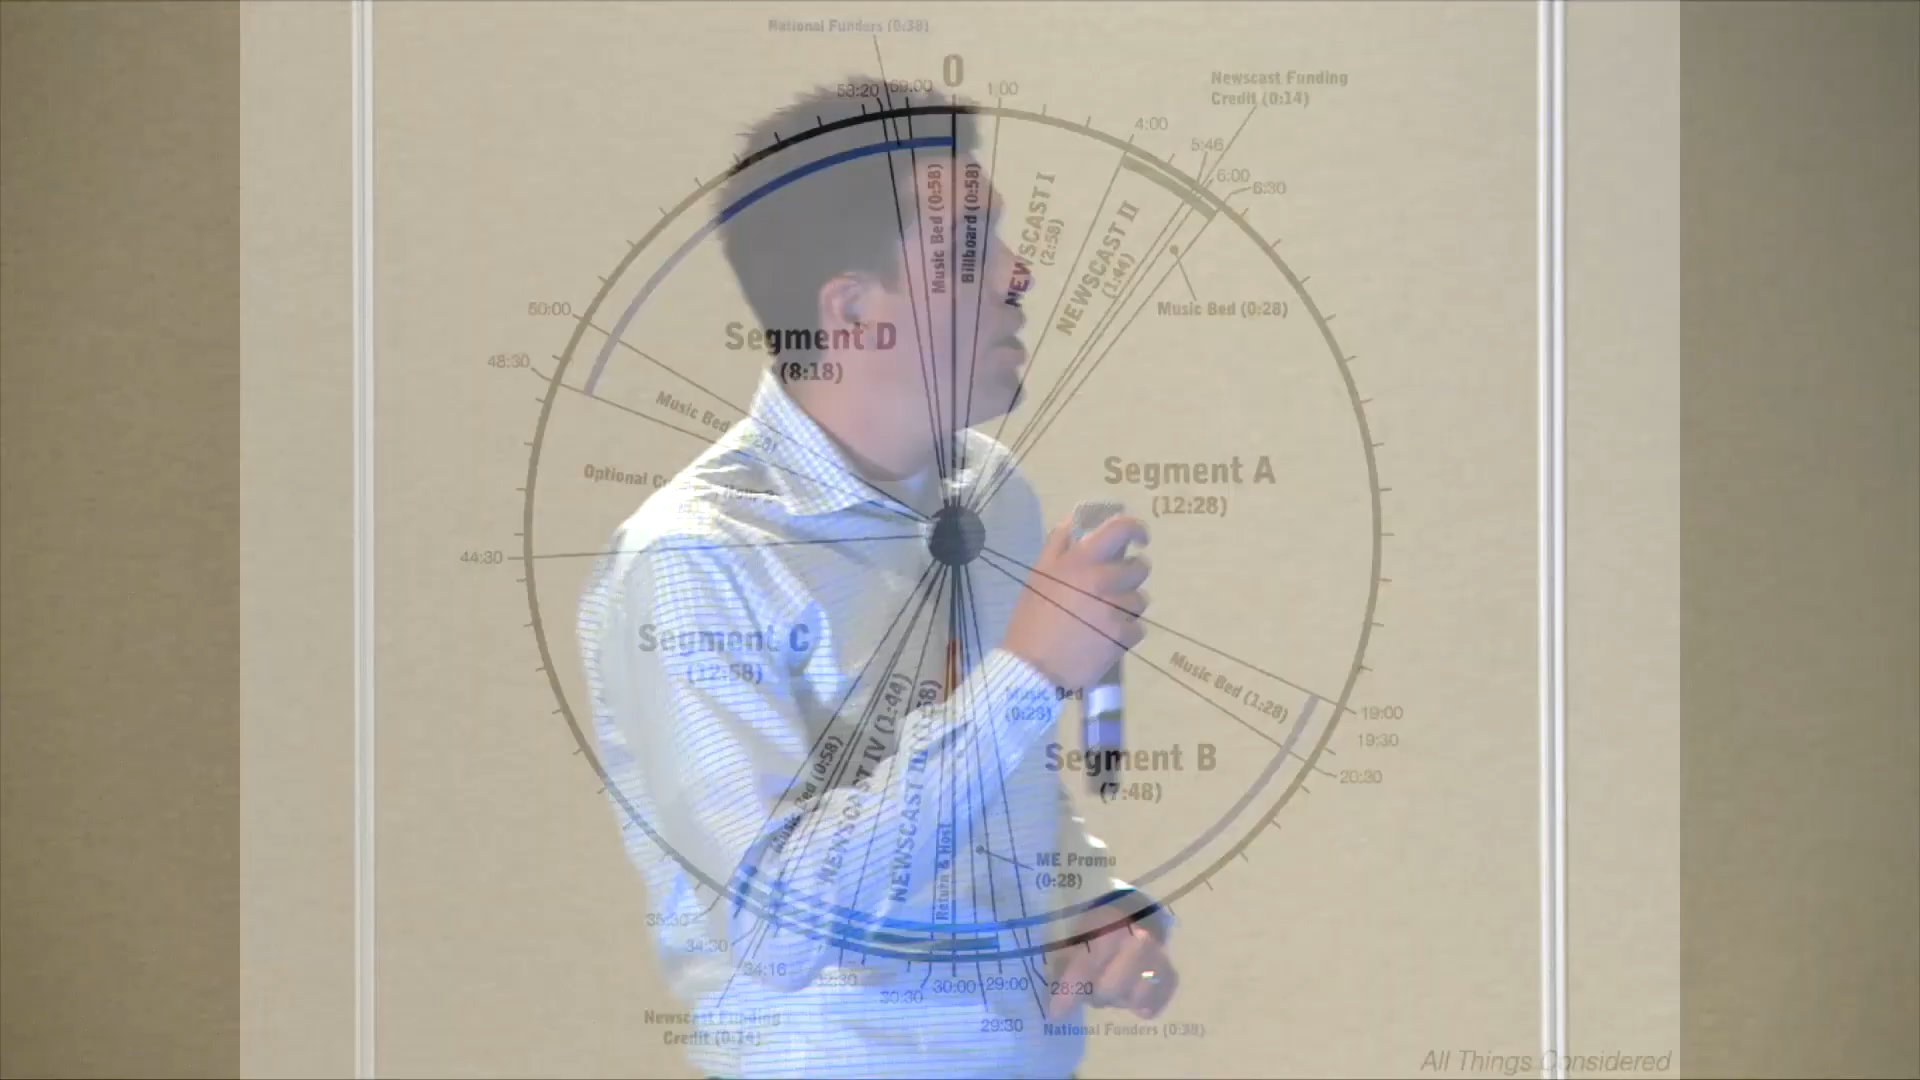 National Funders (0:38)
0
58:20
59:00
1:00
Newscast Funding
Credit (0:14)
4:00
5:46
6:00
6:30
Music Bed (0:58)
Billboard (0:58)
NEWSCAST I
(2:58)
NEWSCAST II
(1:44)
Music Bed (0:28)
50:00
48:30
Segment D
(8:18)
Music Bed
Optional
44:30
Segment A
(12:28)
Segment C
(12:58)
Music Bed (1:28)
19:00
19:30
20:30
Music Bed
Segment B
(7:48)
Music Bed (0:58)
NEWSCAST IV (1:44)
NEWSCAST III
Return & Host
ME Promo
(0:28)
35:30
34:30
34:16
32:30
30:30
30:00
29:00
28:20
29:30
Newscast Funding
Credit (0:14)
National Funders (0:38)
All Things Considered